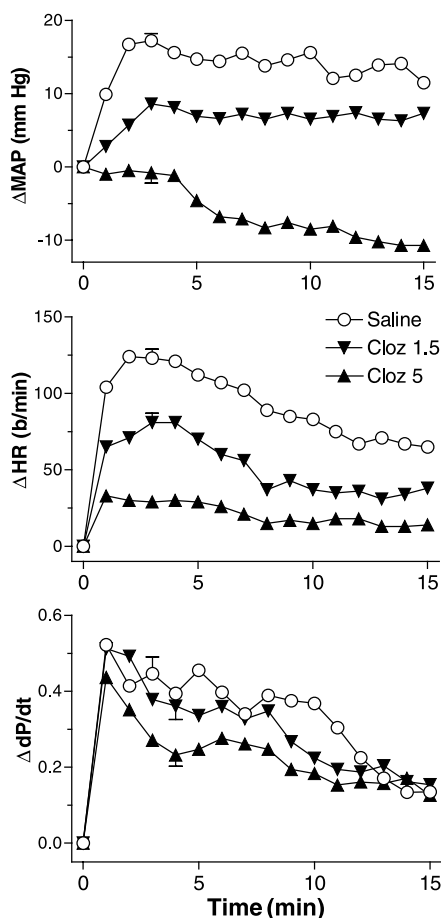 20
10
0
-10
ΔMAP (mm Hg)
0 5 10 15
150
100
50
0
ΔHR (b/min)
Saline
Cloz 1.5
Cloz 5
0 5 10 15
0.6
0.4
0.2
0.0
ΔdP/dt
0 5 10 15
Time (min)